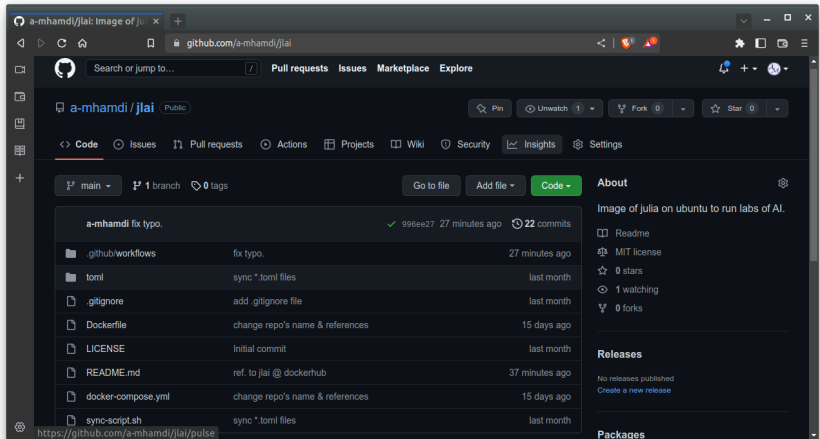 a-mhamdi/jlai: Image of ju
github.com/a-mhamdi/jlai
Search or jump to… /
Pull requests Issues Marketplace Explore
a-mhamdi / jlai Public
Pin Unwatch 1 Fork 0 Star 0
Code Issues Pull requests Actions Projects Wiki Security Insights Settings
main 1 branch 0 tags Go to file Add file Code
a-mhamdi fix typo. 996ee27 27 minutes ago 22 commits
.github/workflows fix typo. 27 minutes ago
toml sync *.toml files last month
.gitignore add .gitignore file last month
Dockerfile change repo's name & references 15 days ago
LICENSE Initial commit last month
README.md ref. to jlai @ dockerhub 37 minutes ago
docker-compose.yml change repo's name & references 15 days ago
sync-script.sh sync *.toml files last month
About
Image of julia on ubuntu to run labs of AI.
Readme
MIT license
0 stars
1 watching
0 forks
Releases
No releases published
Create a new release
Packages
https://github.com/a-mhamdi/jlai/pulse